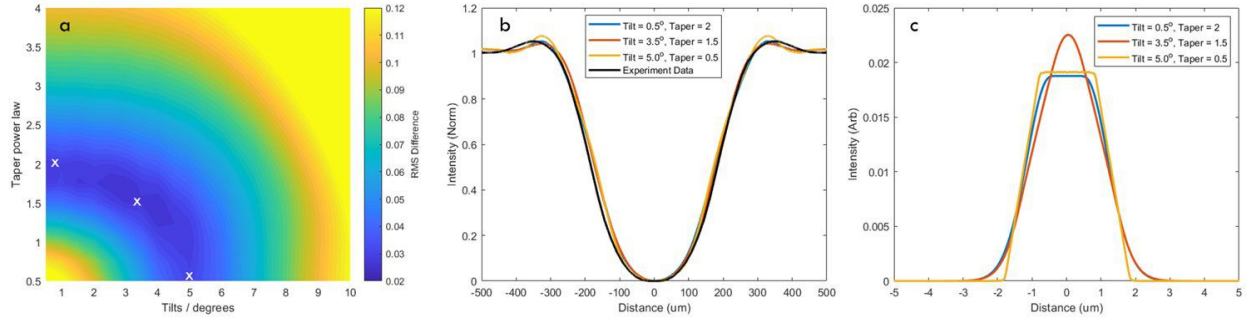 a
4
3.5
3
2.5
2
1.5
1
0.5
Taper power law
x
x
x
1 2 3 4 5 6 7 8 9 10
Tilts / degrees
0.12
0.11
0.10
0.09
0.08
0.07
0.06
0.05
0.04
0.03
0.02
RMS Difference
b
Tilt = 0.5°, Taper = 2
Tilt = 3.5°, Taper = 1.5
Tilt = 5.0°, Taper = 0.5
Experiment Data
1.2
1
0.8
0.6
0.4
0.2
0
Intensity (Norm)
-500 -400 -300 -200 -100 0 100 200 300 400 500
Distance (um)
c
Tilt = 0.5°, Taper = 2
Tilt = 3.5°, Taper = 1.5
Tilt = 5.0°, Taper = 0.5
0.025
0.02
0.015
0.01
0.005
0
Intensity (Arb)
-5 -4 -3 -2 -1 0 1 2 3 4 5
Distance (um)